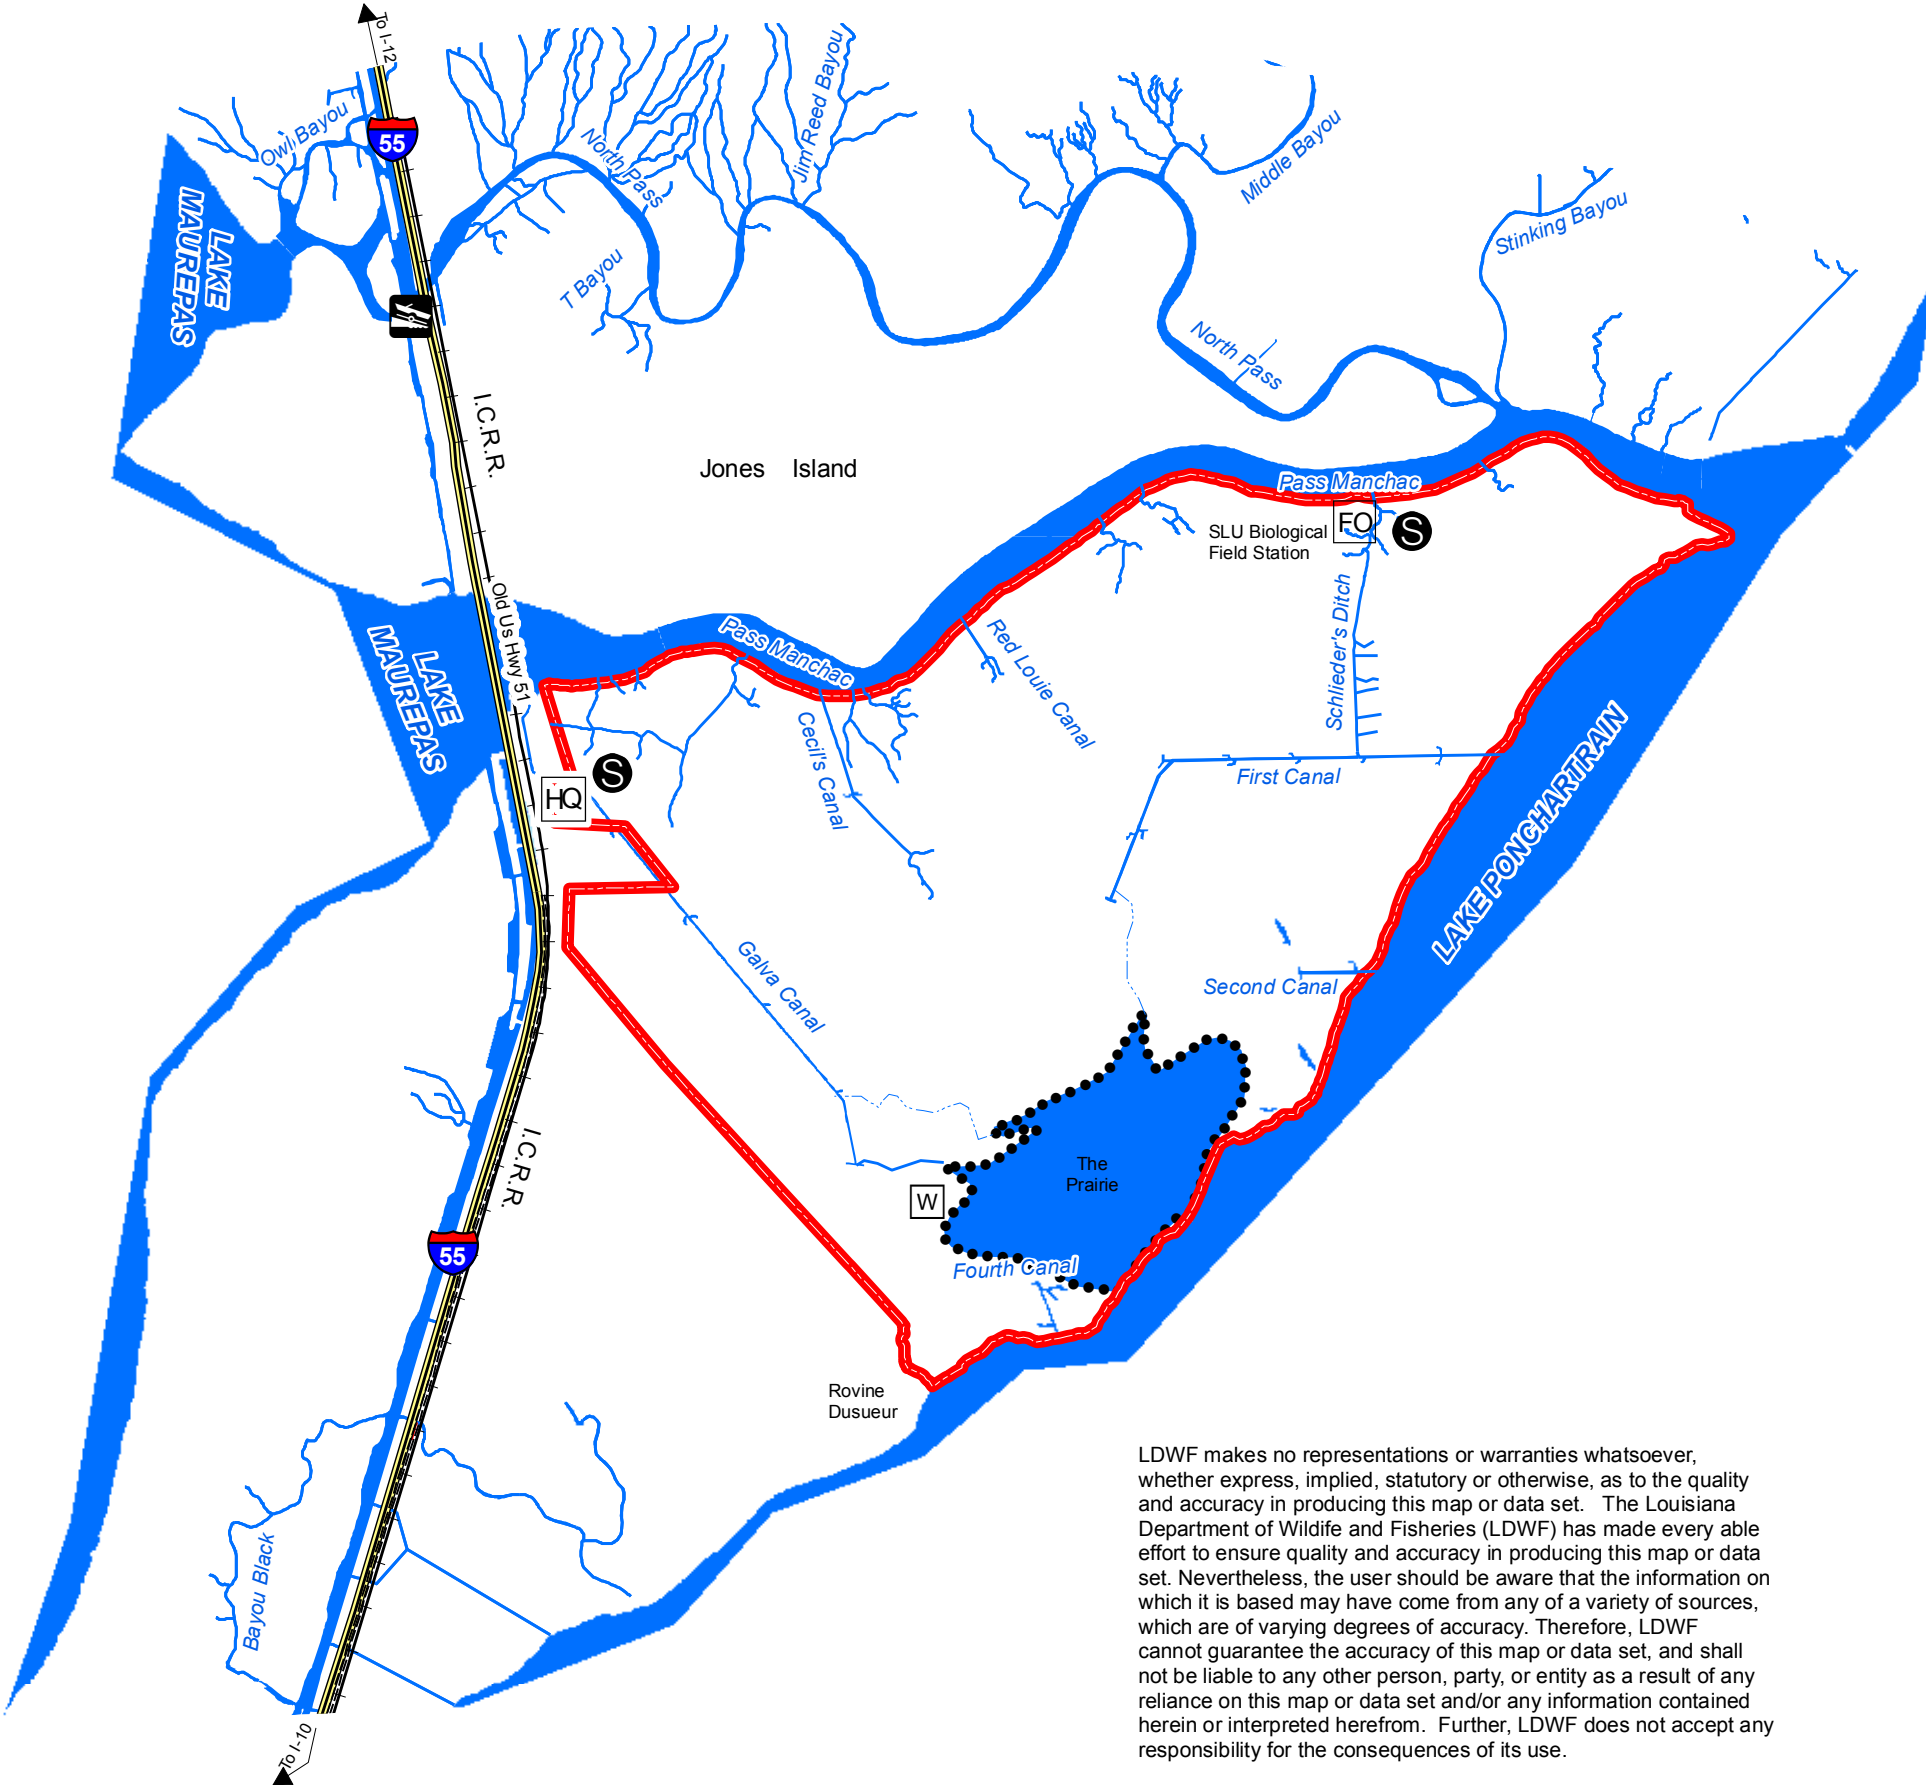 To I-12
Owl Bayou
55
North Pass
Jim Reed Bayou
Middle Bayou
Stinking Bayou
LAKE
MAUREPAS
T Bayou
North Pass
I.C.R.R.
Jones Island
Pass Manchac
SLU Biological
Field Station
FO
S
Old Us Hwy 51
Pass Manchac
Red Louie Canal
Schlieder's Ditch
LAKE
MAUREPAS
HQ
S
Cecil's Canal
First Canal
LAKE PONCHARTRAIN
Galva Canal
Second Canal
The
Prairie
W
I.C.R.R.
55
Fourth Canal
Rovine
Dusueur
Bayou Black
To I-10
LDWF makes no representations or warranties whatsoever,
whether express, implied, statutory or otherwise, as to the quality
and accuracy in producing this map or data set. The Louisiana
Department of Wildife and Fisheries (LDWF) has made every able
effort to ensure quality and accuracy in producing this map or data
set. Nevertheless, the user should be aware that the information on
which it is based may have come from any of a variety of sources,
which are of varying degrees of accuracy. Therefore, LDWF
cannot guarantee the accuracy of this map or data set, and shall
not be liable to any other person, party, or entity as a result of any
reliance on this map or data set and/or any information contained
herein or interpreted herefrom. Further, LDWF does not accept any
responsibility for the consequences of its use.